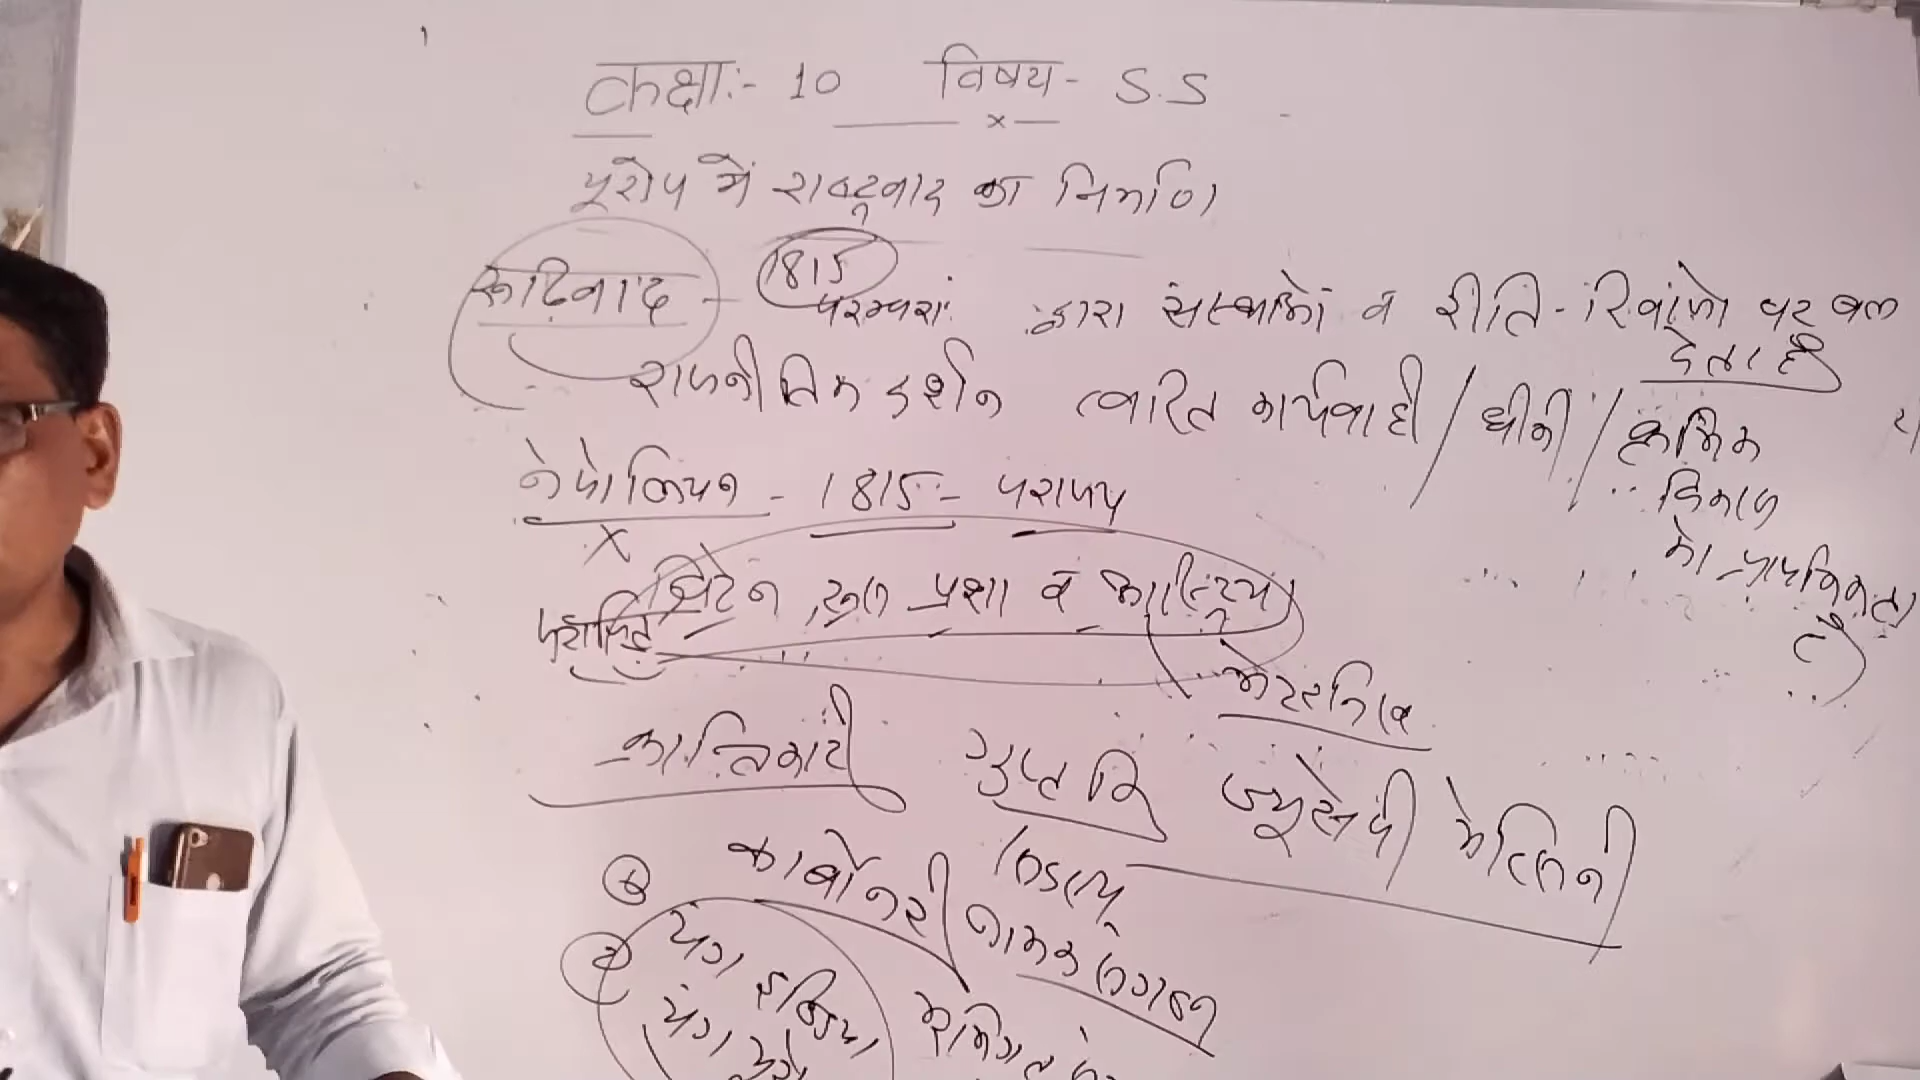 कक्षा:- 10 विषय- S.S
यूरोप में राष्ट्रवाद का निर्माण
रूढ़िवाद - 1815 परम्परा द्वारा संस्थाओं व रीति-रिवाजों पर बल
देता है
राजनीतिक दर्शन त्वरित कार्यवाही / धीमी / क्रमिक
विकास
को प्राथमिकता
नेपोलियन - 1815 - पराजय
ब्रिटेन, रूस प्रशा व आस्ट्रिया
पराजित
मेटरनिख
क्रान्तिकारी ज्यूसेपी मेत्सिनी
कार्बोनरी नामक संगठन
यंग इटली
यंग यूरो